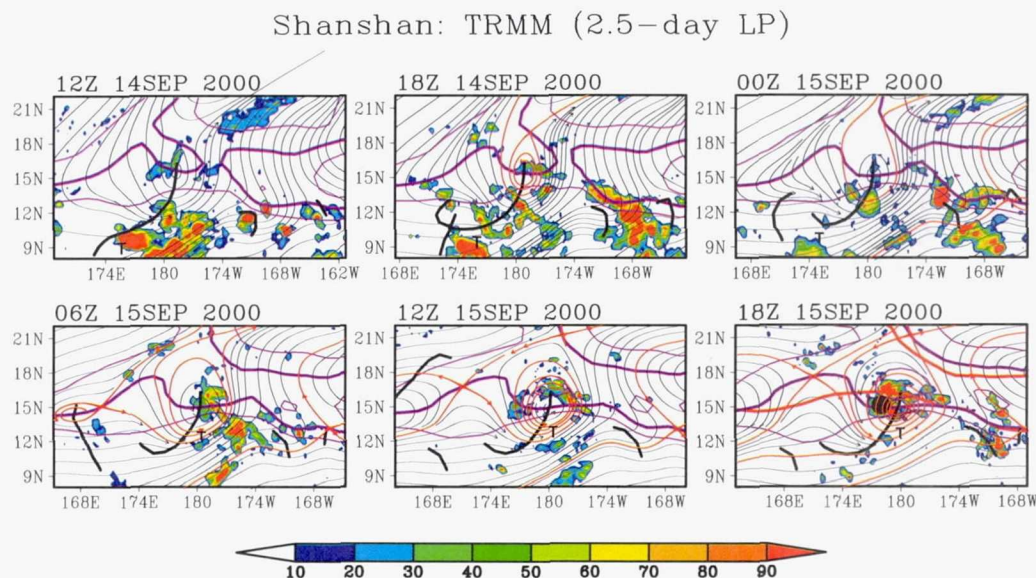 Shanshan: TRMM (2.5-day LP)
12Z 14SEP 2000
18Z 14SEP 2000
00Z 15SEP 2000
21N 21N 21N
18N 18N 18N
15N 15N 15N
12N 12N 12N
9N 9N 9N
T T T
174E 180 174W 168W 162W
168E 174E 180 174W 168W
168E 174E 180 174W 168W
06Z 15SEP 2000
12Z 15SEP 2000
18Z 15SEP 2000
21N 21N 21N
18N 18N 18N
15N 15N 15N
12N 12N 12N
9N 9N 9N
T T T
168E 174E 180 174W 168W
168E 174E 180 174W 168W
168E 174E 180 174W 168W
10 20 30 40 50 60 70 80 90